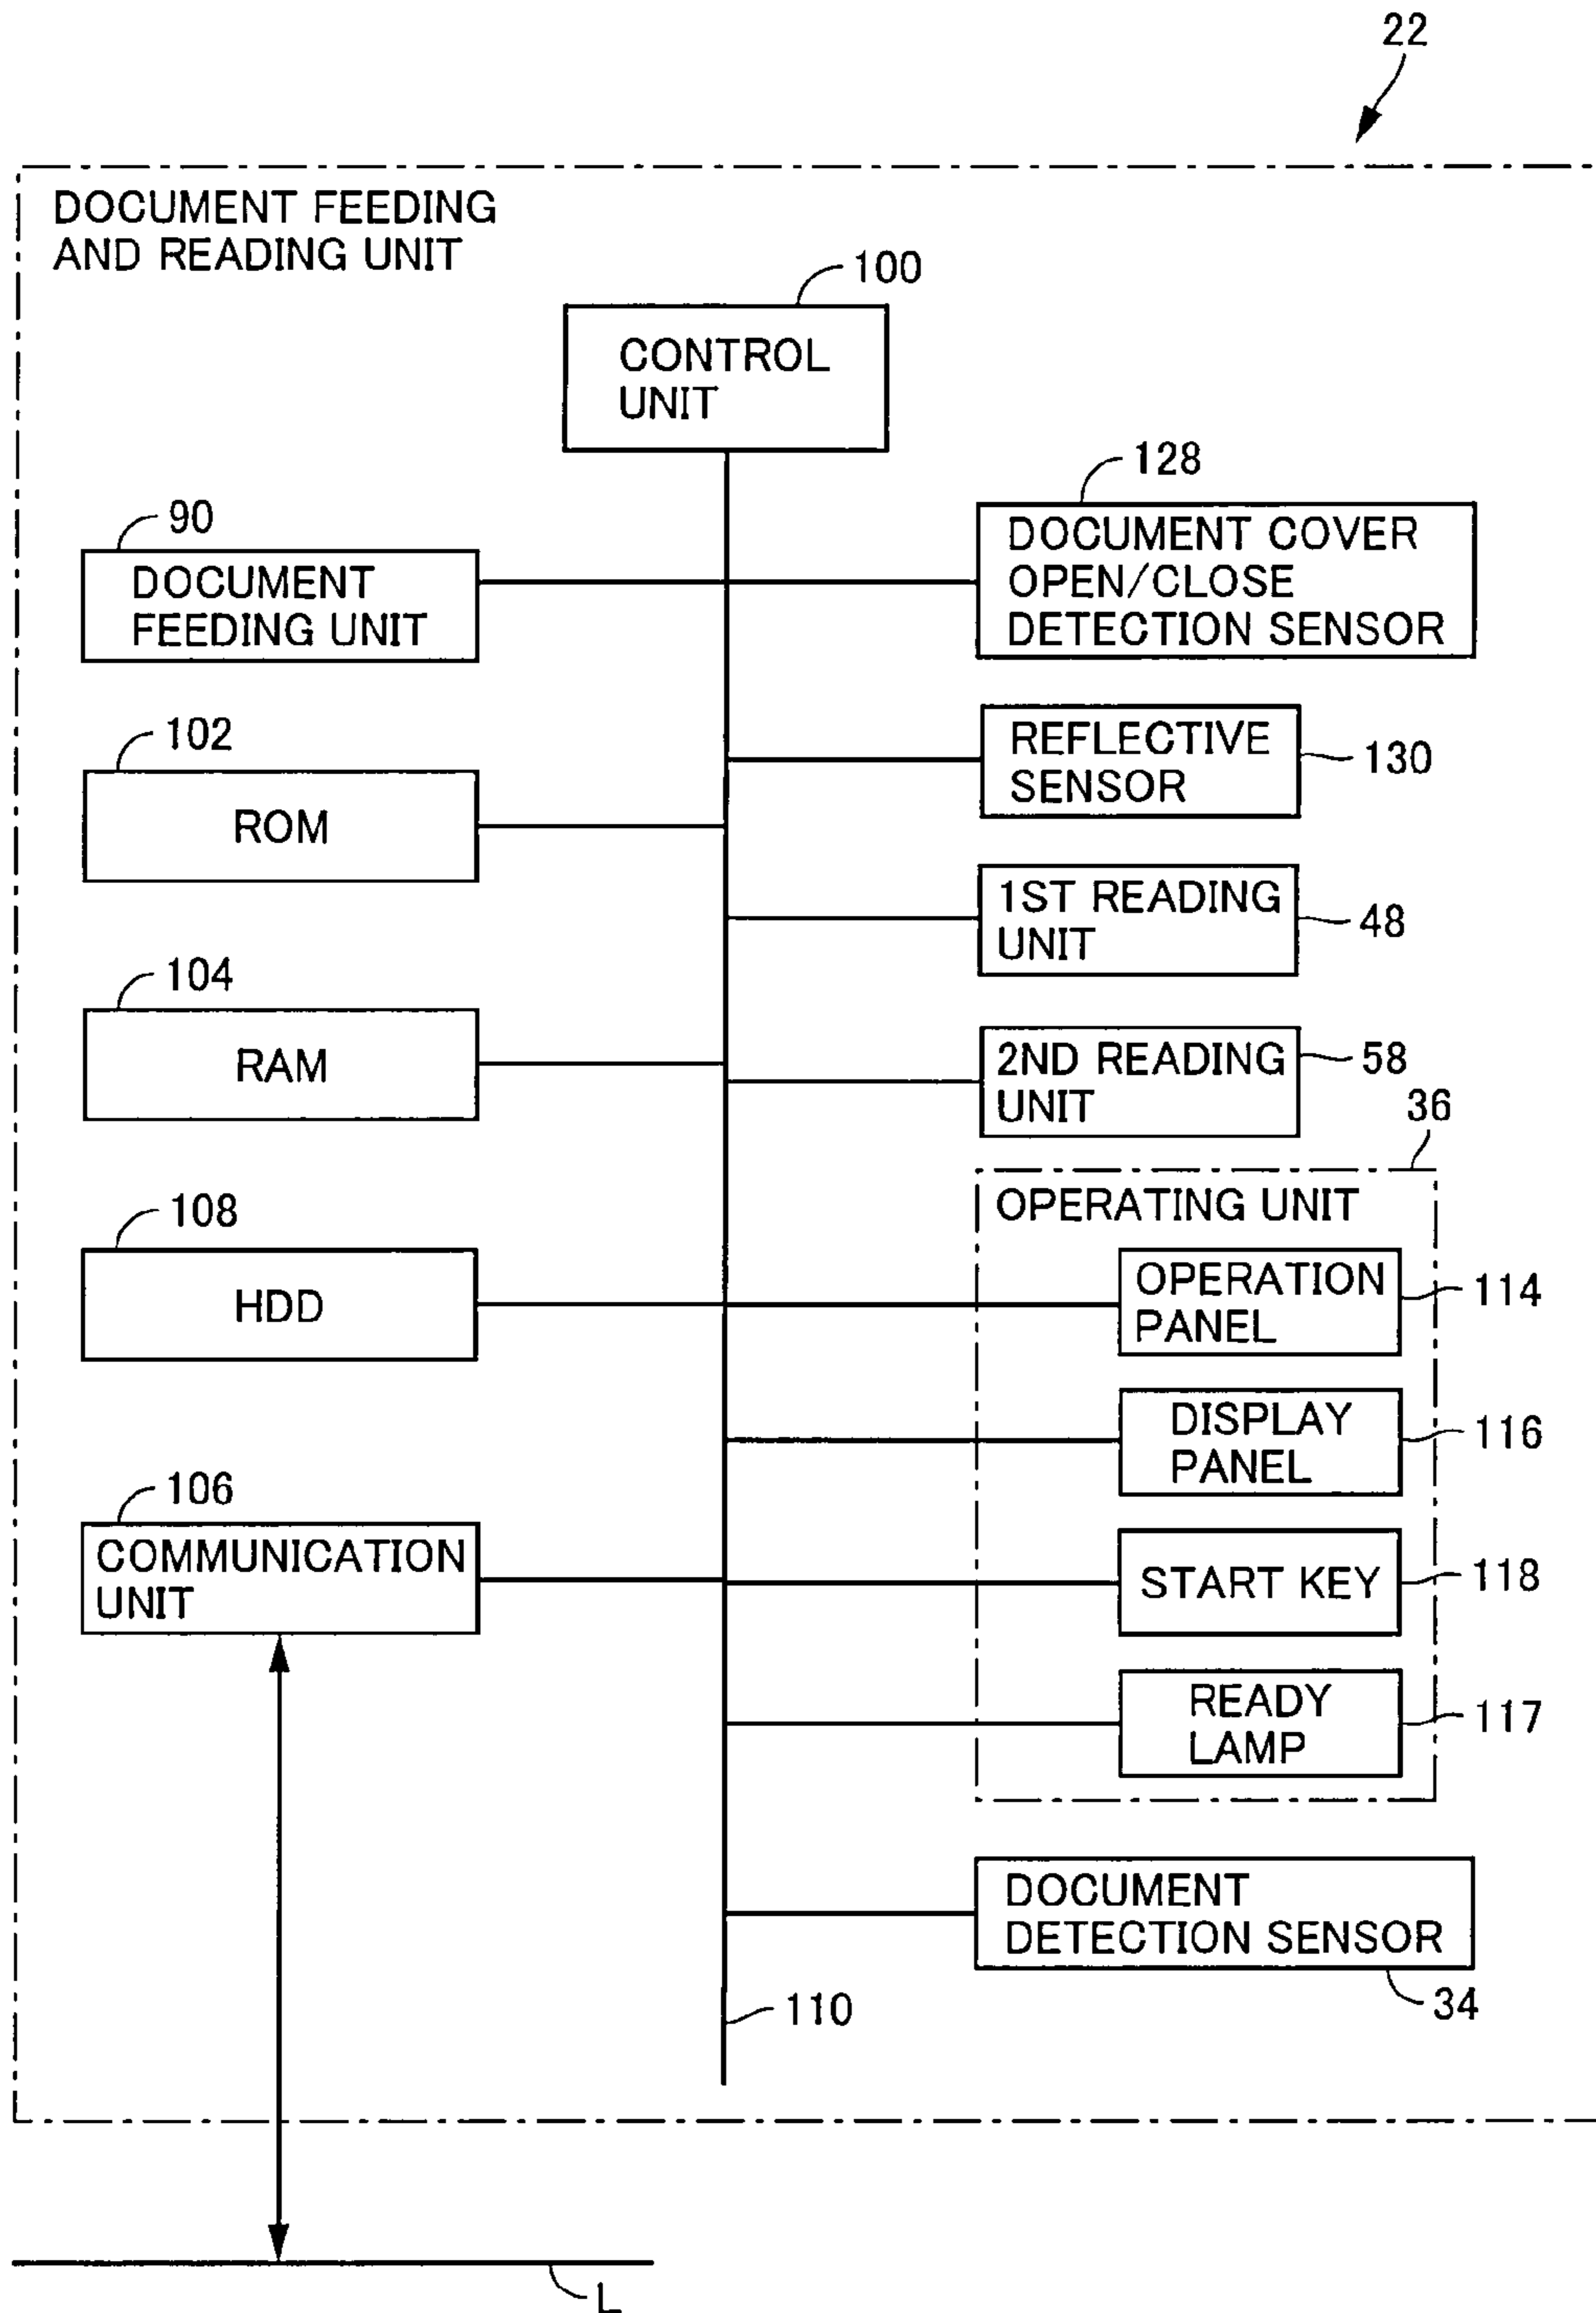 22
DOCUMENT FEEDING
AND READING UNIT
100
CONTROL
UNIT
128
DOCUMENT COVER
OPEN/CLOSE
DETECTION SENSOR
90
DOCUMENT
FEEDING UNIT
REFLECTIVE
SENSOR
130
102
ROM
1ST READING
UNIT
48
104
RAM
2ND READING
UNIT
58
36
OPERATING UNIT
108
HDD
OPERATION
PANEL
114
DISPLAY
PANEL
116
106
COMMUNICATION
UNIT
START KEY
118
READY
LAMP
117
DOCUMENT
DETECTION SENSOR
34
110
L